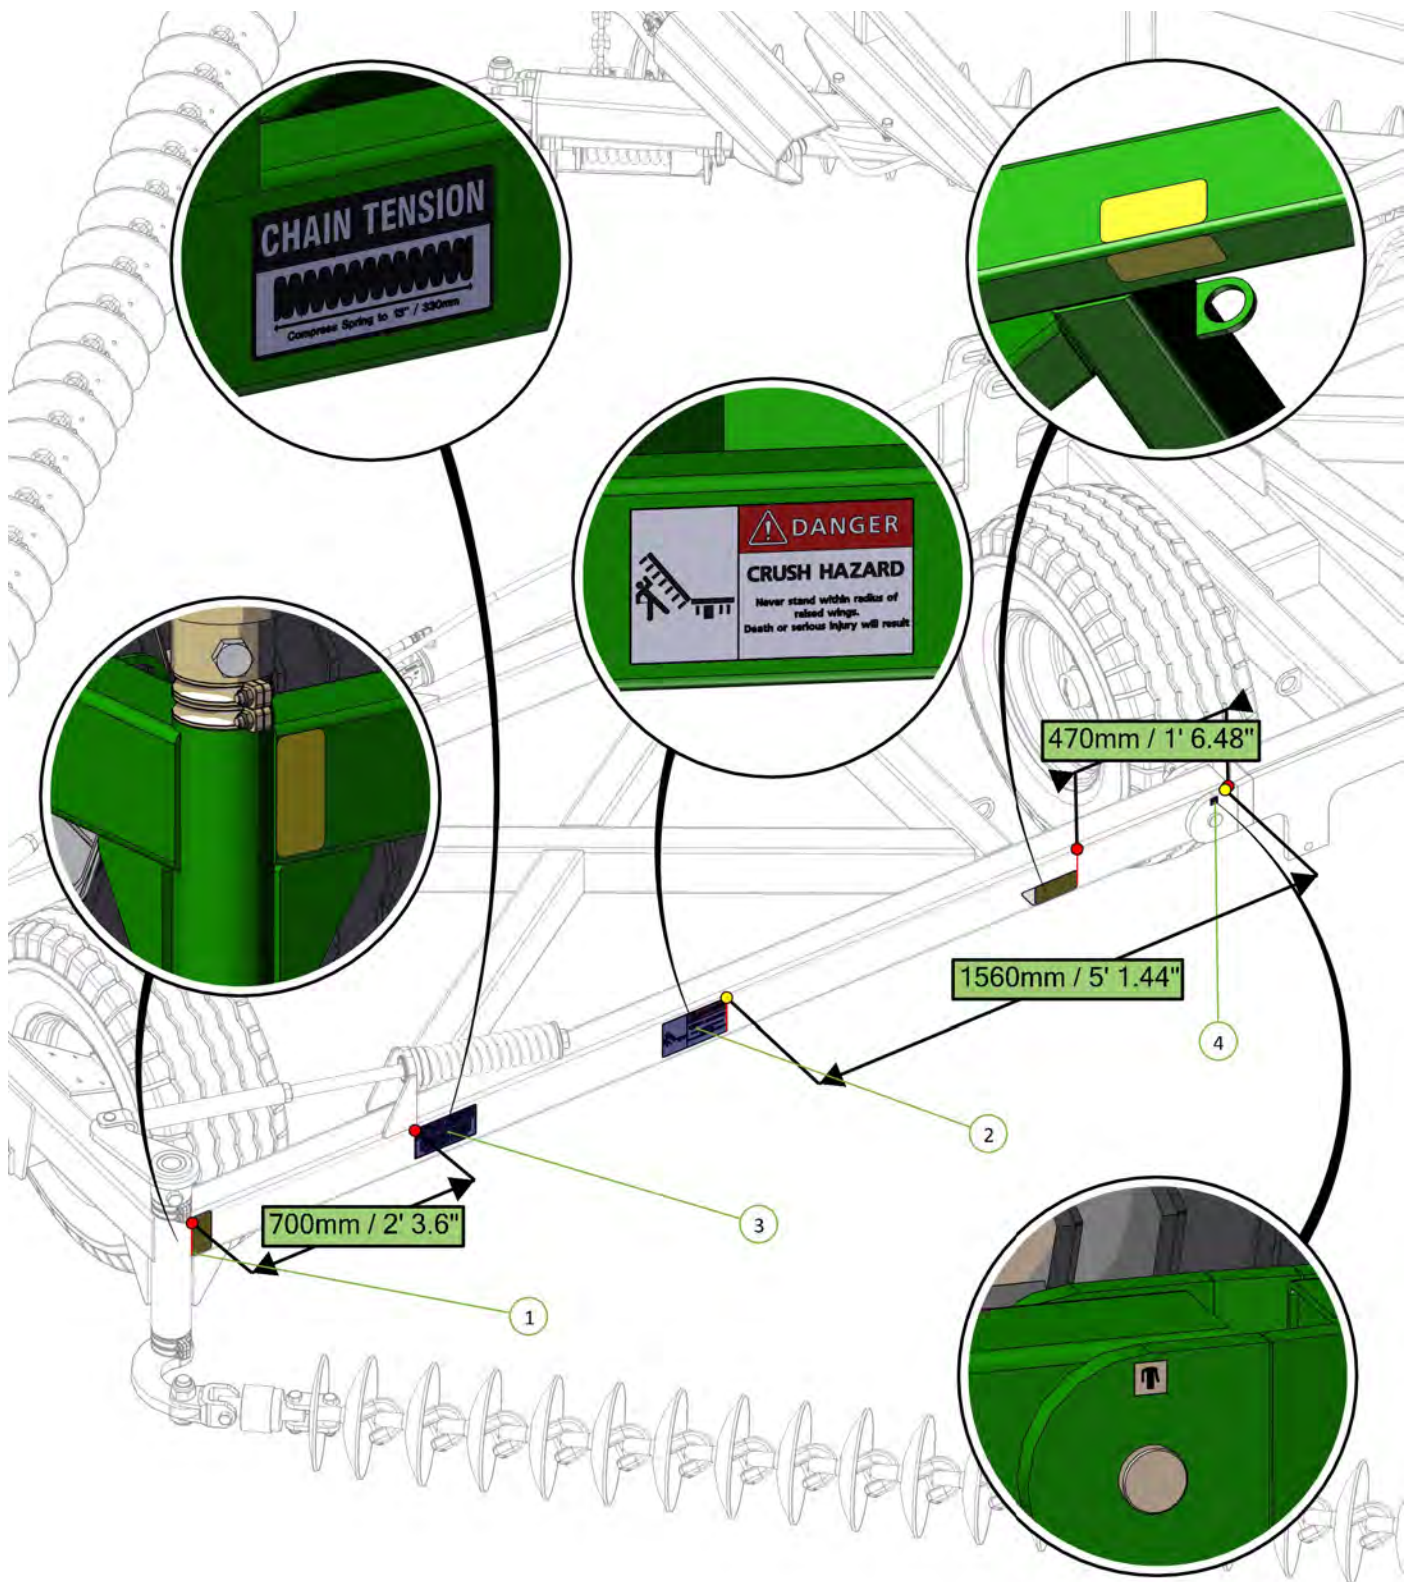 CHAIN TENSION
Compress Spring to 13" / 330mm
DANGER
CRUSH HAZARD
Never stand within radius of
raised wings.
Death or serious injury will result
470mm / 1' 6.48"
1560mm / 5' 1.44"
4
2
3
700mm / 2' 3.6"
1